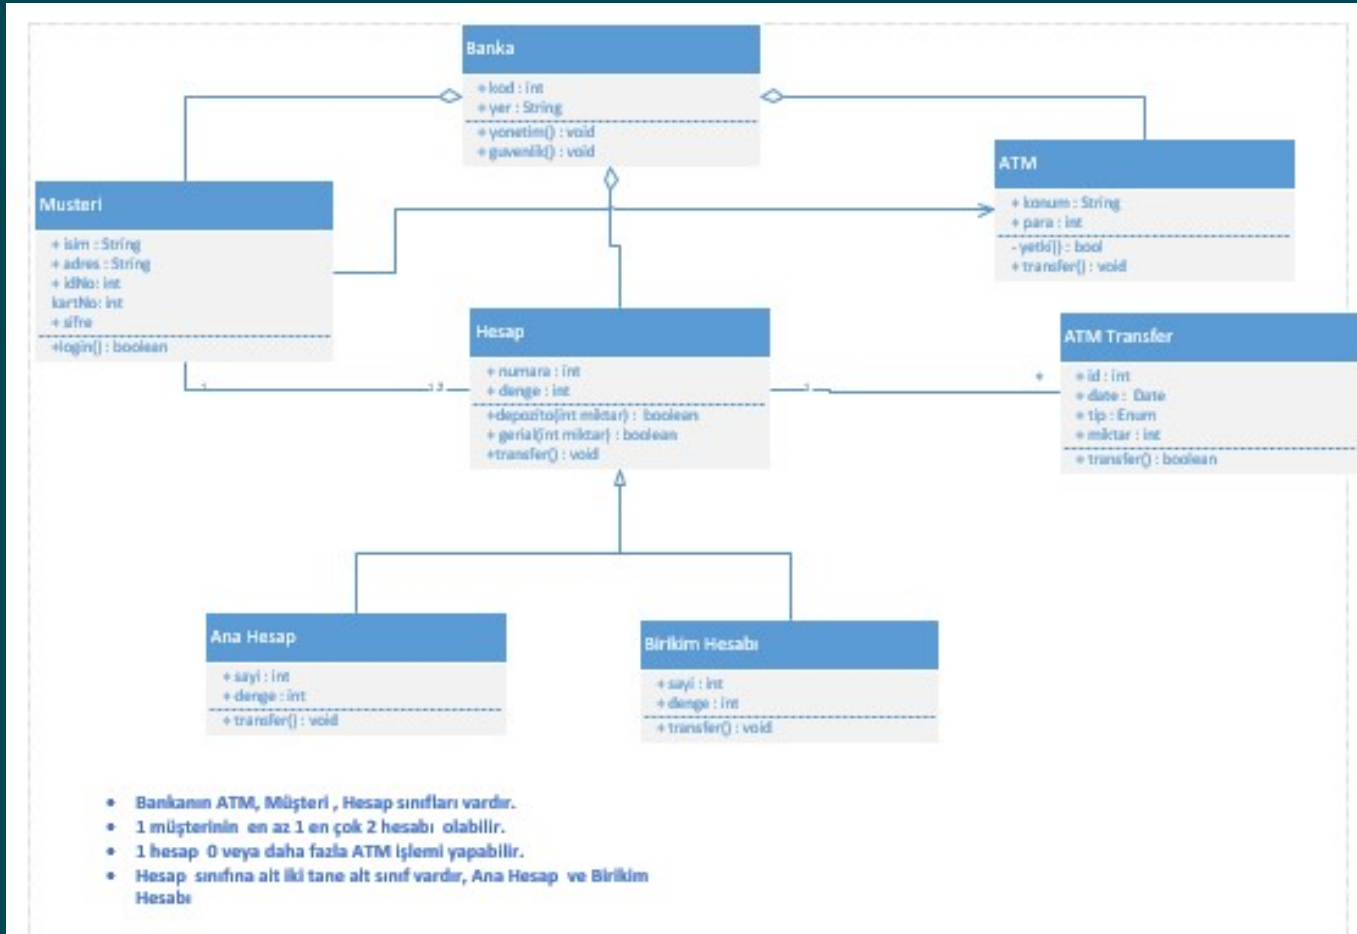 Banka
+ kod : int
+ yer : String
+ yonetim() : void
+ guvenlik() : void
Musteri
+ isim : String
+ adres : String
+ idNo: int
kartNo: int
+ sifre
+login() : boolean
ATM
+ konum : String
+ para : int
- yetki() : bool
+ transfer() : void
Hesap
+ numara : int
+ denge : int
+depozito(int miktar) : boolean
+ gerial(int miktar) : boolean
+transfer() : void
ATM Transfer
+ id : int
+ date : Date
+ tip : Enum
+ miktar : int
+ transfer() : boolean
1
1
*
Ana Hesap
+ sayi : int
+ denge : int
+ transfer() : void
Birikim Hesabı
+ sayi : int
+ denge : int
+ transfer() : void
• Bankanın ATM, Müşteri , Hesap sınıfları vardır.
• 1 müşterinin en az 1 en çok 2 hesabı olabilir.
• 1 hesap 0 veya daha fazla ATM işlemi yapabilir.
• Hesap sınıfına ait iki tane alt sınıf vardır, Ana Hesap ve Birikim
Hesabı